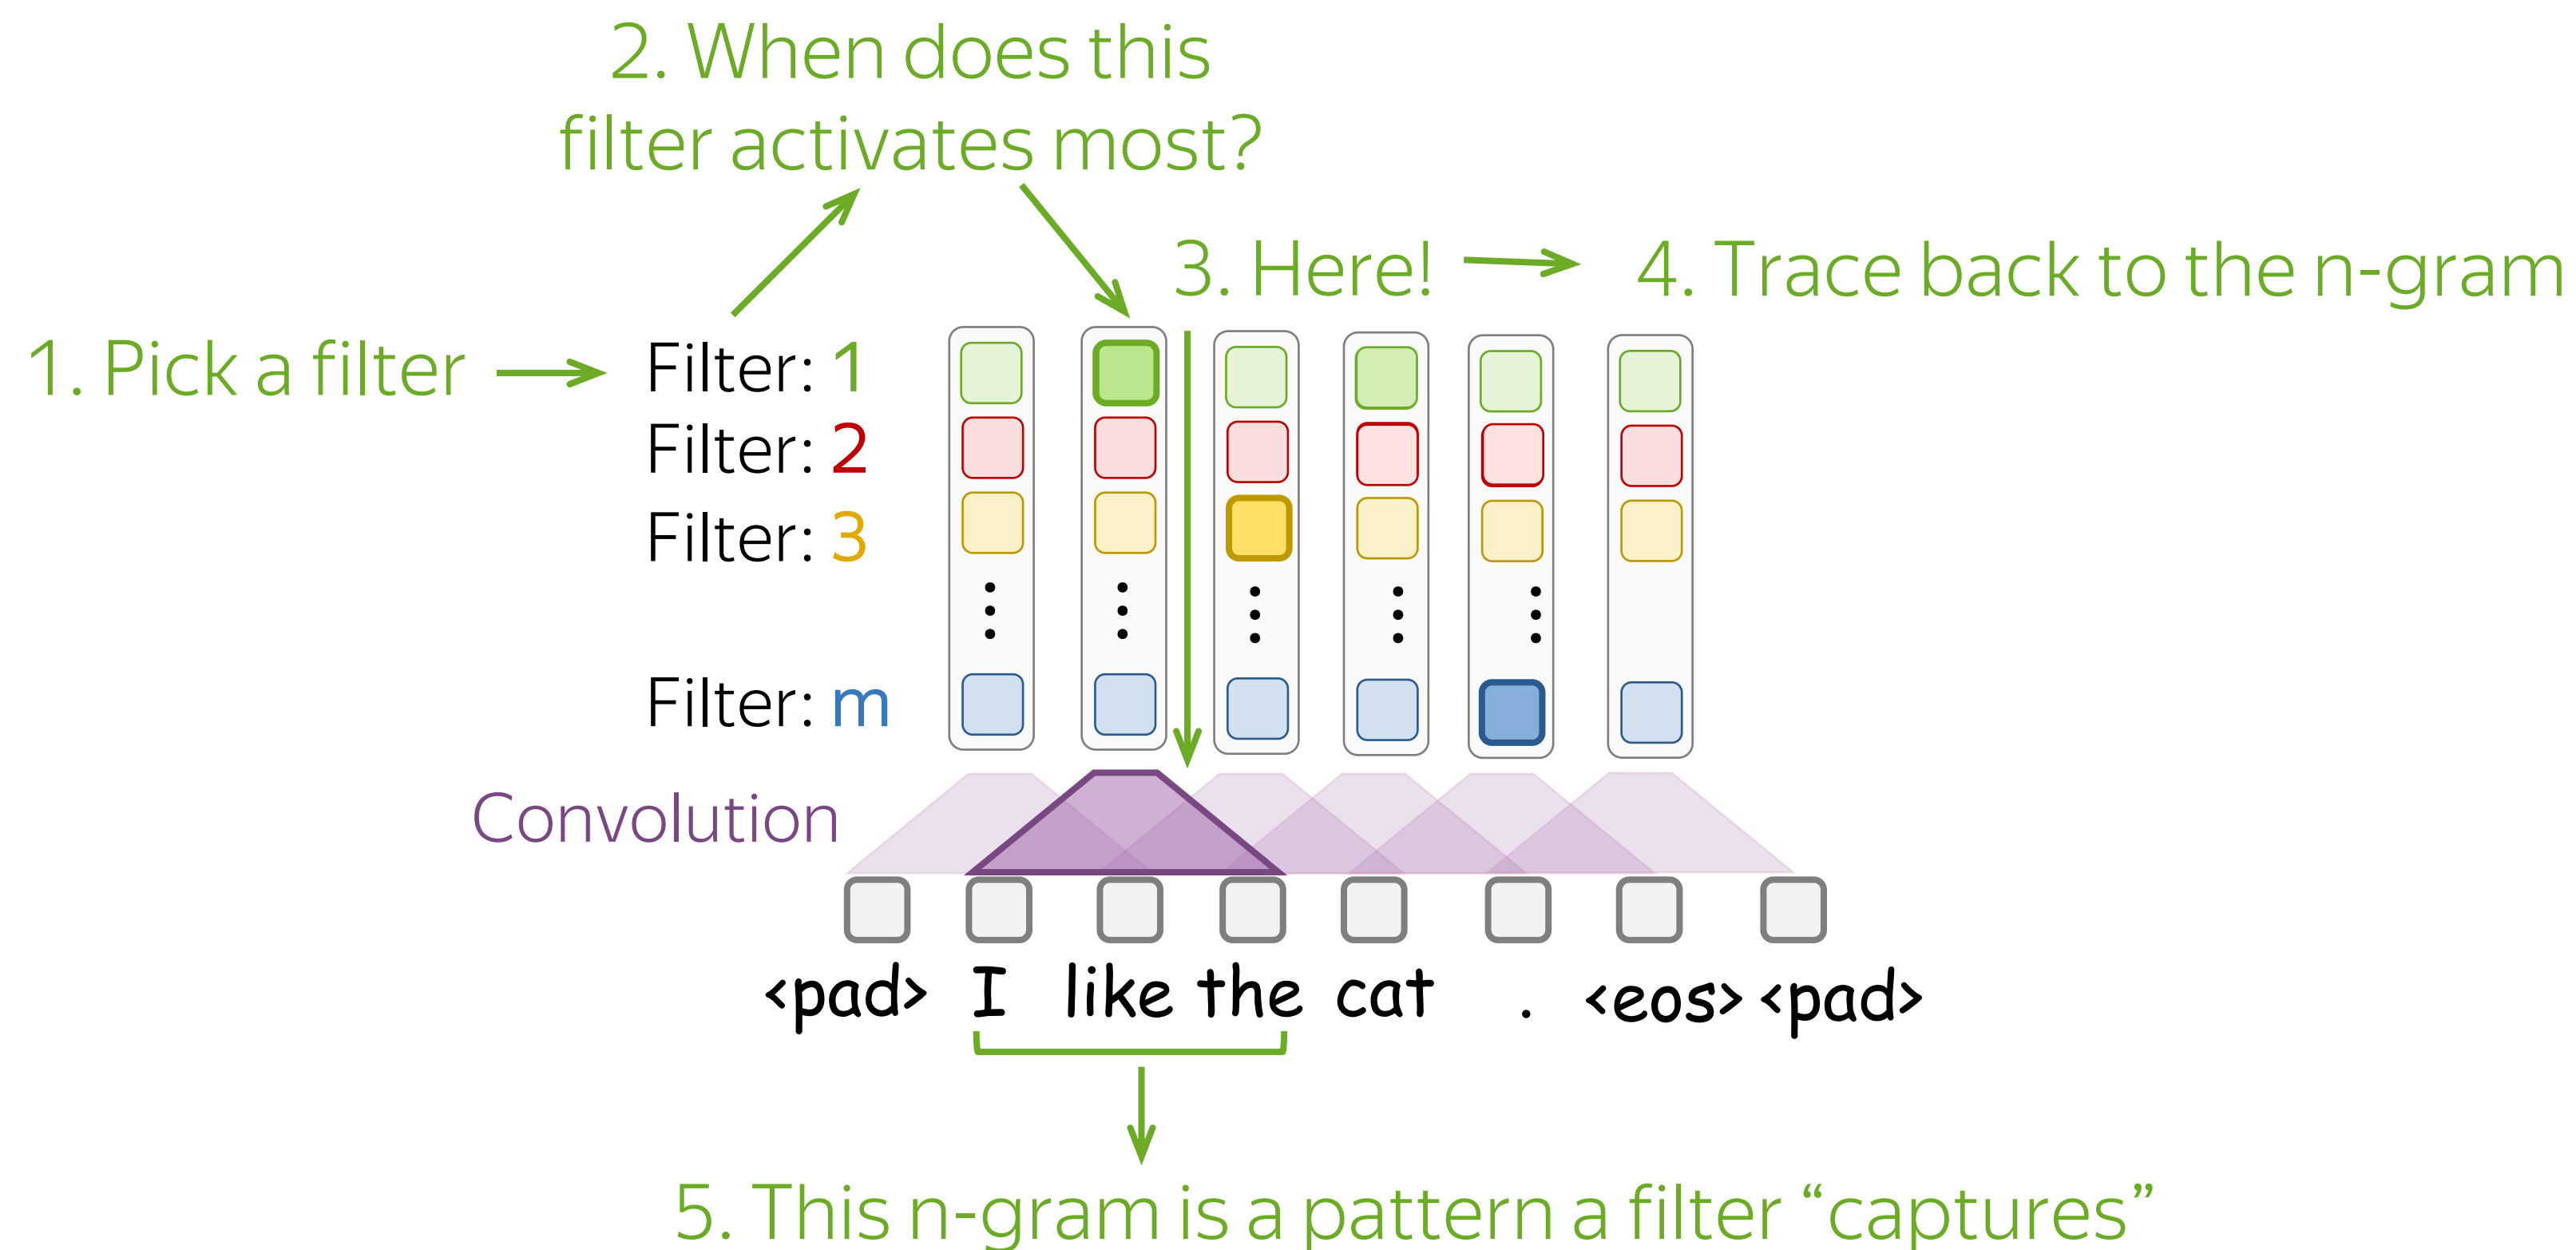 2. When does this
filter activates most?
3. Here!
4. Trace back to the n-gram
1. Pick a filter
Filter: 1
Filter: 2
Filter: 3
Filter: m
Convolution
<pad> I like the cat . <eos> <pad>
5. This n-gram is a pattern a filter “captures”